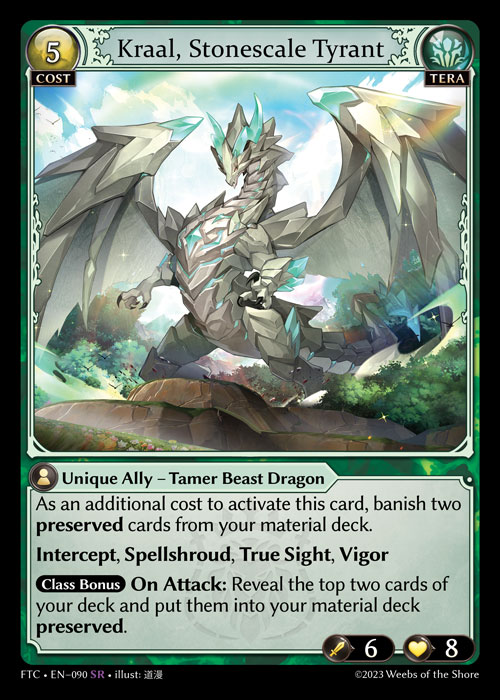 5
Kraal, Stonescale Tyrant
COST
TERA
Unique Ally – Tamer Beast Dragon
As an additional cost to activate this card, banish two
preserved cards from your material deck.
Intercept, Spellshroud, True Sight, Vigor
Class Bonus On Attack: Reveal the top two cards of
your deck and put them into your material deck
preserved.
6
8
FTC • EN–090 SR • illust: 道漫
©2023 Weebs of the Shore